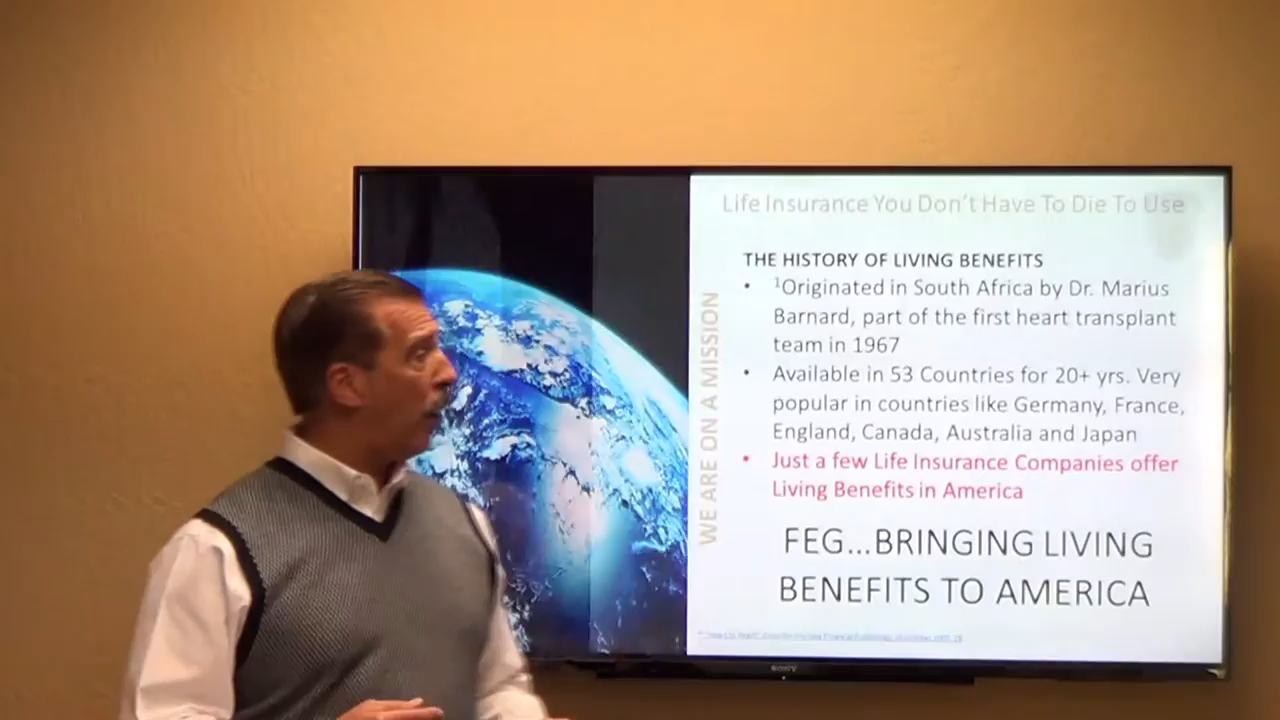 Life Insurance You Don't Have To Die To Use
WE ARE ON A MISSION
THE HISTORY OF LIVING BENEFITS
• ¹Originated in South Africa by Dr. Marius
Barnard, part of the first heart transplant
team in 1967
• Available in 53 Countries for 20+ yrs. Very
popular in countries like Germany, France,
England, Canada, Australia and Japan
• Just a few Life Insurance Companies offer
Living Benefits in America
FEG...BRINGING LIVING
BENEFITS TO AMERICA
SONY